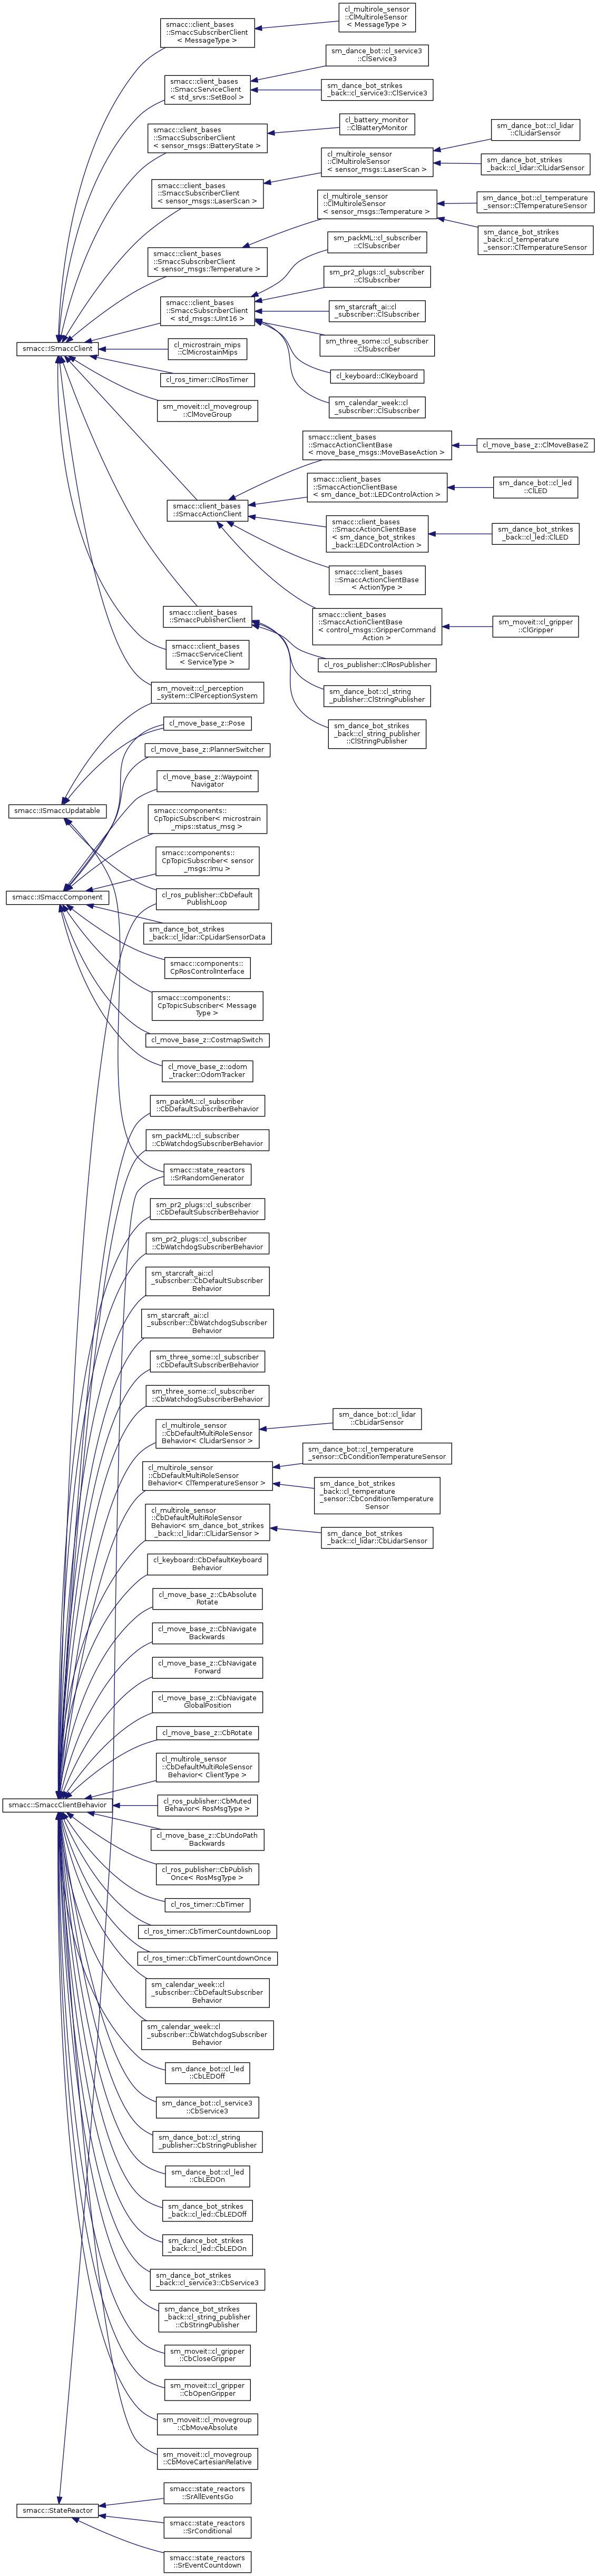 cl_multirole_sensor
::ClMultiroleSensor
< MessageType >
smacc::client_bases
::SmaccSubscriberClient
< MessageType >
sm_dance_bot::cl_service3
::ClService3
smacc::client_bases
::SmaccServiceClient
< std_srvs::SetBool >
sm_dance_bot_strikes
_back::cl_service3::ClService3
cl_battery_monitor
::ClBatteryMonitor
smacc::client_bases
::SmaccSubscriberClient
< sensor_msgs::BatteryState >
sm_dance_bot::cl_lidar
::ClLidarSensor
cl_multirole_sensor
::ClMultiroleSensor
< sensor_msgs::LaserScan >
sm_dance_bot_strikes
_back::cl_lidar::ClLidarSensor
smacc::client_bases
::SmaccSubscriberClient
< sensor_msgs::LaserScan >
cl_multirole_sensor
::ClMultiroleSensor
< sensor_msgs::Temperature >
sm_dance_bot::cl_temperature
_sensor::ClTemperatureSensor
sm_dance_bot_strikes
_back::cl_temperature
_sensor::ClTemperatureSensor
smacc::client_bases
::SmaccSubscriberClient
< sensor_msgs::Temperature >
sm_packML::cl_subscriber
::ClSubscriber
sm_pr2_plugs::cl_subscriber
::ClSubscriber
smacc::client_bases
::SmaccSubscriberClient
< std_msgs::UInt16 >
sm_starcraft_ai::cl
_subscriber::ClSubscriber
sm_three_some::cl_subscriber
::ClSubscriber
smacc::ISmaccClient
cl_microstrain_mips
::ClMicrostainMips
cl_keyboard::ClKeyboard
cl_ros_timer::ClRosTimer
sm_calendar_week::cl
_subscriber::ClSubscriber
sm_moveit::cl_movegroup
::ClMoveGroup
smacc::client_bases
::SmaccActionClientBase
< move_base_msgs::MoveBaseAction >
cl_move_base_z::ClMoveBaseZ
smacc::client_bases
::SmaccActionClientBase
< sm_dance_bot::LEDControlAction >
sm_dance_bot::cl_led
::ClLED
smacc::client_bases
::ISmaccActionClient
smacc::client_bases
::SmaccActionClientBase
< sm_dance_bot_strikes
_back::LEDControlAction >
sm_dance_bot_strikes
_back::cl_led::ClLED
smacc::client_bases
::SmaccActionClientBase
< ActionType >
smacc::client_bases
::SmaccPublisherClient
smacc::client_bases
::SmaccActionClientBase
< control_msgs::GripperCommand
Action >
sm_moveit::cl_gripper
::ClGripper
smacc::client_bases
::SmaccServiceClient
< ServiceType >
cl_ros_publisher::ClRosPublisher
sm_moveit::cl_perception
_system::ClPerceptionSystem
sm_dance_bot::cl_string
_publisher::ClStringPublisher
cl_move_base_z::Pose
sm_dance_bot_strikes
_back::cl_string_publisher
::ClStringPublisher
cl_move_base_z::PlannerSwitcher
cl_move_base_z::Waypoint
Navigator
smacc::ISmaccUpdatable
smacc::components::
CpTopicSubscriber< microstrain
_mips::status_msg >
smacc::components::
CpTopicSubscriber< sensor
_msgs::Imu >
smacc::ISmaccComponent
cl_ros_publisher::CbDefault
PublishLoop
sm_dance_bot_strikes
_back::cl_lidar::CpLidarSensorData
smacc::components::
CpRosControlInterface
smacc::components::
CpTopicSubscriber< Message
Type >
cl_move_base_z::CostmapSwitch
cl_move_base_z::odom
_tracker::OdomTracker
sm_packML::cl_subscriber
::CbDefaultSubscriberBehavior
sm_packML::cl_subscriber
::CbWatchdogSubscriberBehavior
smacc::state_reactors
::SrRandomGenerator
sm_pr2_plugs::cl_subscriber
::CbDefaultSubscriberBehavior
sm_pr2_plugs::cl_subscriber
::CbWatchdogSubscriberBehavior
sm_starcraft_ai::cl
_subscriber::CbDefaultSubscriber
Behavior
sm_starcraft_ai::cl
_subscriber::CbWatchdogSubscriber
Behavior
sm_three_some::cl_subscriber
::CbDefaultSubscriberBehavior
sm_three_some::cl_subscriber
::CbWatchdogSubscriberBehavior
cl_multirole_sensor
::CbDefaultMultiRoleSensor
Behavior< ClLidarSensor >
sm_dance_bot::cl_lidar
::CbLidarSensor
cl_multirole_sensor
::CbDefaultMultiRoleSensor
Behavior< ClTemperatureSensor >
sm_dance_bot::cl_temperature
_sensor::CbConditionTemperatureSensor
sm_dance_bot_strikes
_back::cl_temperature
_sensor::CbConditionTemperature
Sensor
cl_multirole_sensor
::CbDefaultMultiRoleSensor
Behavior< sm_dance_bot_strikes
_back::cl_lidar::ClLidarSensor >
sm_dance_bot_strikes
_back::cl_lidar::CbLidarSensor
cl_keyboard::CbDefaultKeyboard
Behavior
cl_move_base_z::CbAbsolute
Rotate
cl_move_base_z::CbNavigate
Backwards
cl_move_base_z::CbNavigate
Forward
cl_move_base_z::CbNavigate
GlobalPosition
cl_move_base_z::CbRotate
cl_multirole_sensor
::CbDefaultMultiRoleSensor
Behavior< ClientType >
smacc::SmaccClientBehavior
cl_ros_publisher::CbMuted
Behavior< RosMsgType >
cl_move_base_z::CbUndoPath
Backwards
cl_ros_publisher::CbPublish
Once< RosMsgType >
cl_ros_timer::CbTimer
cl_ros_timer::CbTimerCountdownLoop
cl_ros_timer::CbTimerCountdownOnce
sm_calendar_week::cl
_subscriber::CbDefaultSubscriber
Behavior
sm_calendar_week::cl
_subscriber::CbWatchdogSubscriber
Behavior
sm_dance_bot::cl_led
::CbLEDOff
sm_dance_bot::cl_service3
::CbService3
sm_dance_bot::cl_string
_publisher::CbStringPublisher
sm_dance_bot::cl_led
::CbLEDOn
sm_dance_bot_strikes
_back::cl_led::CbLEDOff
sm_dance_bot_strikes
_back::cl_led::CbLEDOn
sm_dance_bot_strikes
_back::cl_service3::CbService3
sm_dance_bot_strikes
_back::cl_string_publisher
::CbStringPublisher
sm_moveit::cl_gripper
::CbCloseGripper
sm_moveit::cl_gripper
::CbOpenGripper
sm_moveit::cl_movegroup
::CbMoveAbsolute
sm_moveit::cl_movegroup
::CbMoveCartesianRelative
smacc::StateReactor
smacc::state_reactors
::SrAllEventsGo
smacc::state_reactors
::SrConditional
smacc::state_reactors
::SrEventCountdown